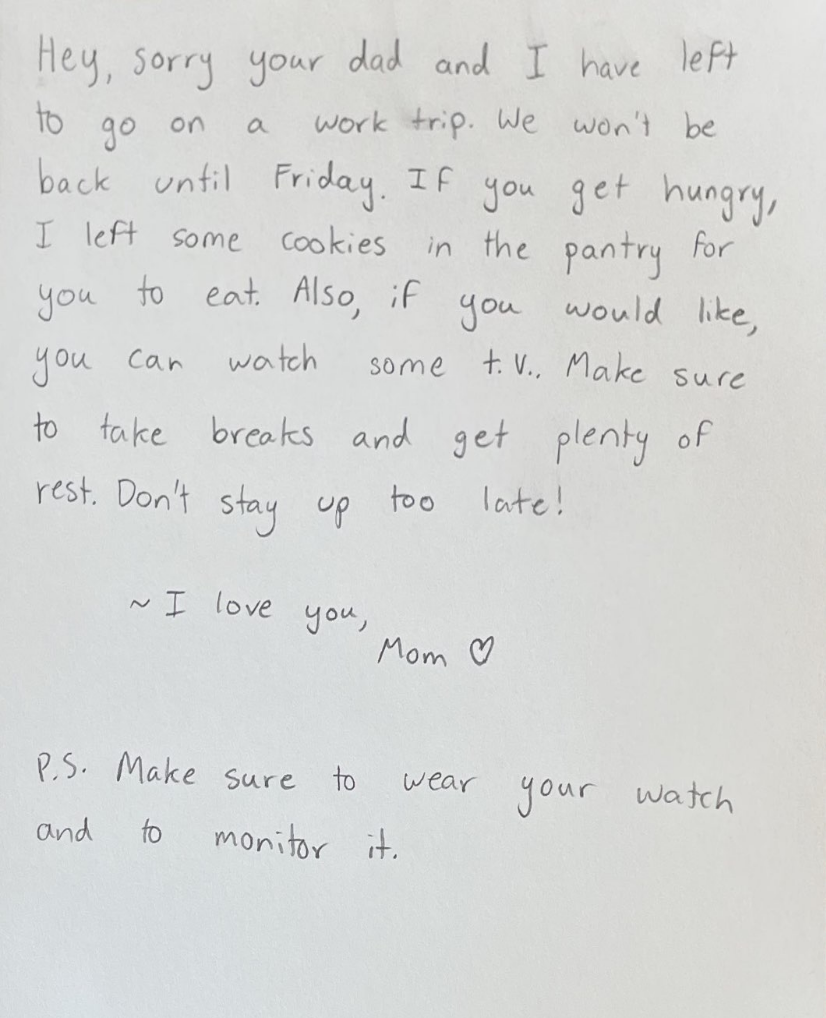 Hey, sorry your dad and I have left
to go on a work trip. We won't be
back until Friday. If you get hungry,
I left some cookies in the pantry for
you to eat. Also, if you would like,
you can watch some t.v.. Make sure
to take breaks and get plenty of
rest. Don't stay up too late!
~ I love you,
Mom ♡
P.S. Make sure to wear your watch
and to monitor it.